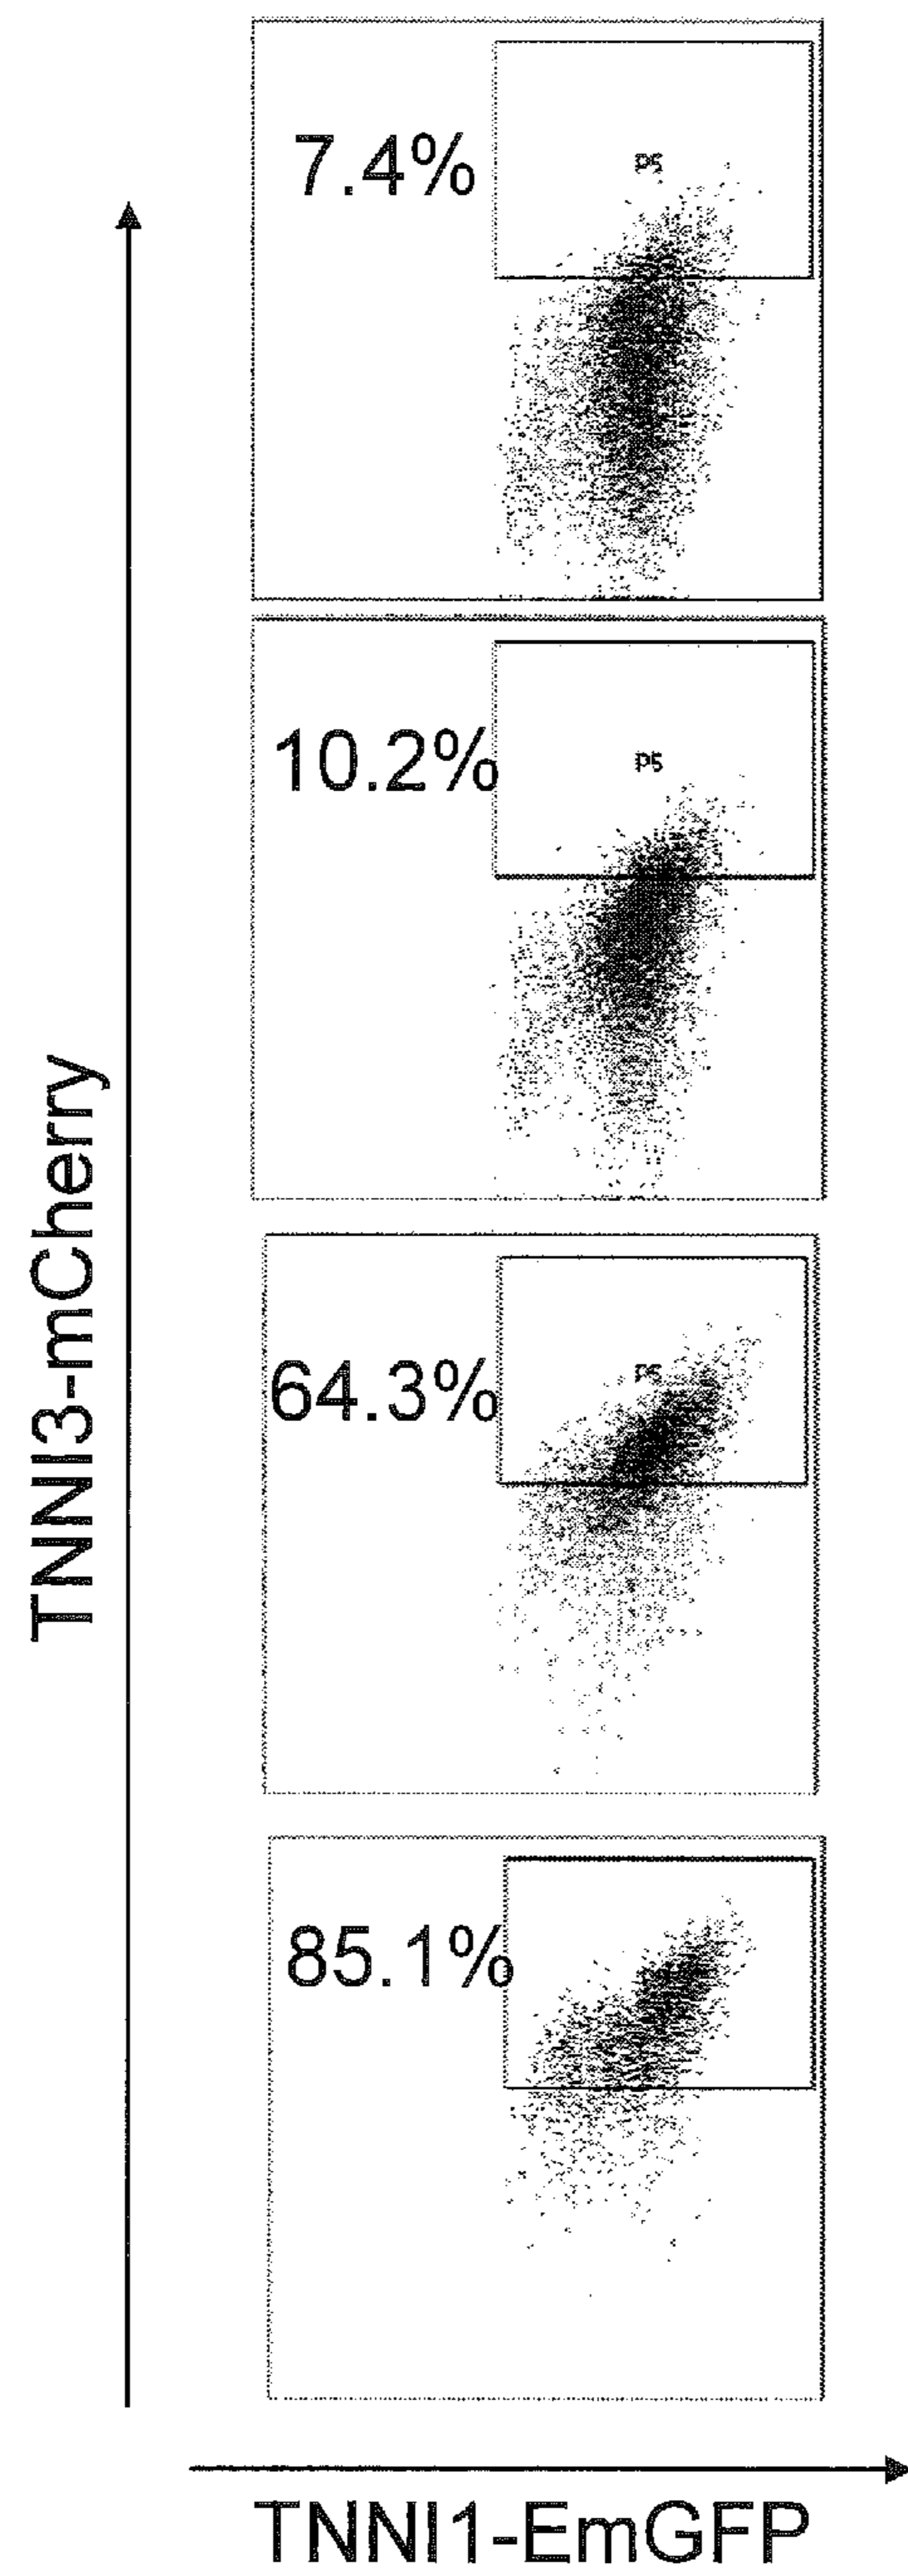 7.4%
P5
10.2%
P5
64.3%
P5
85.1%
TNNI3-mCherry
TNNI1-EmGFP